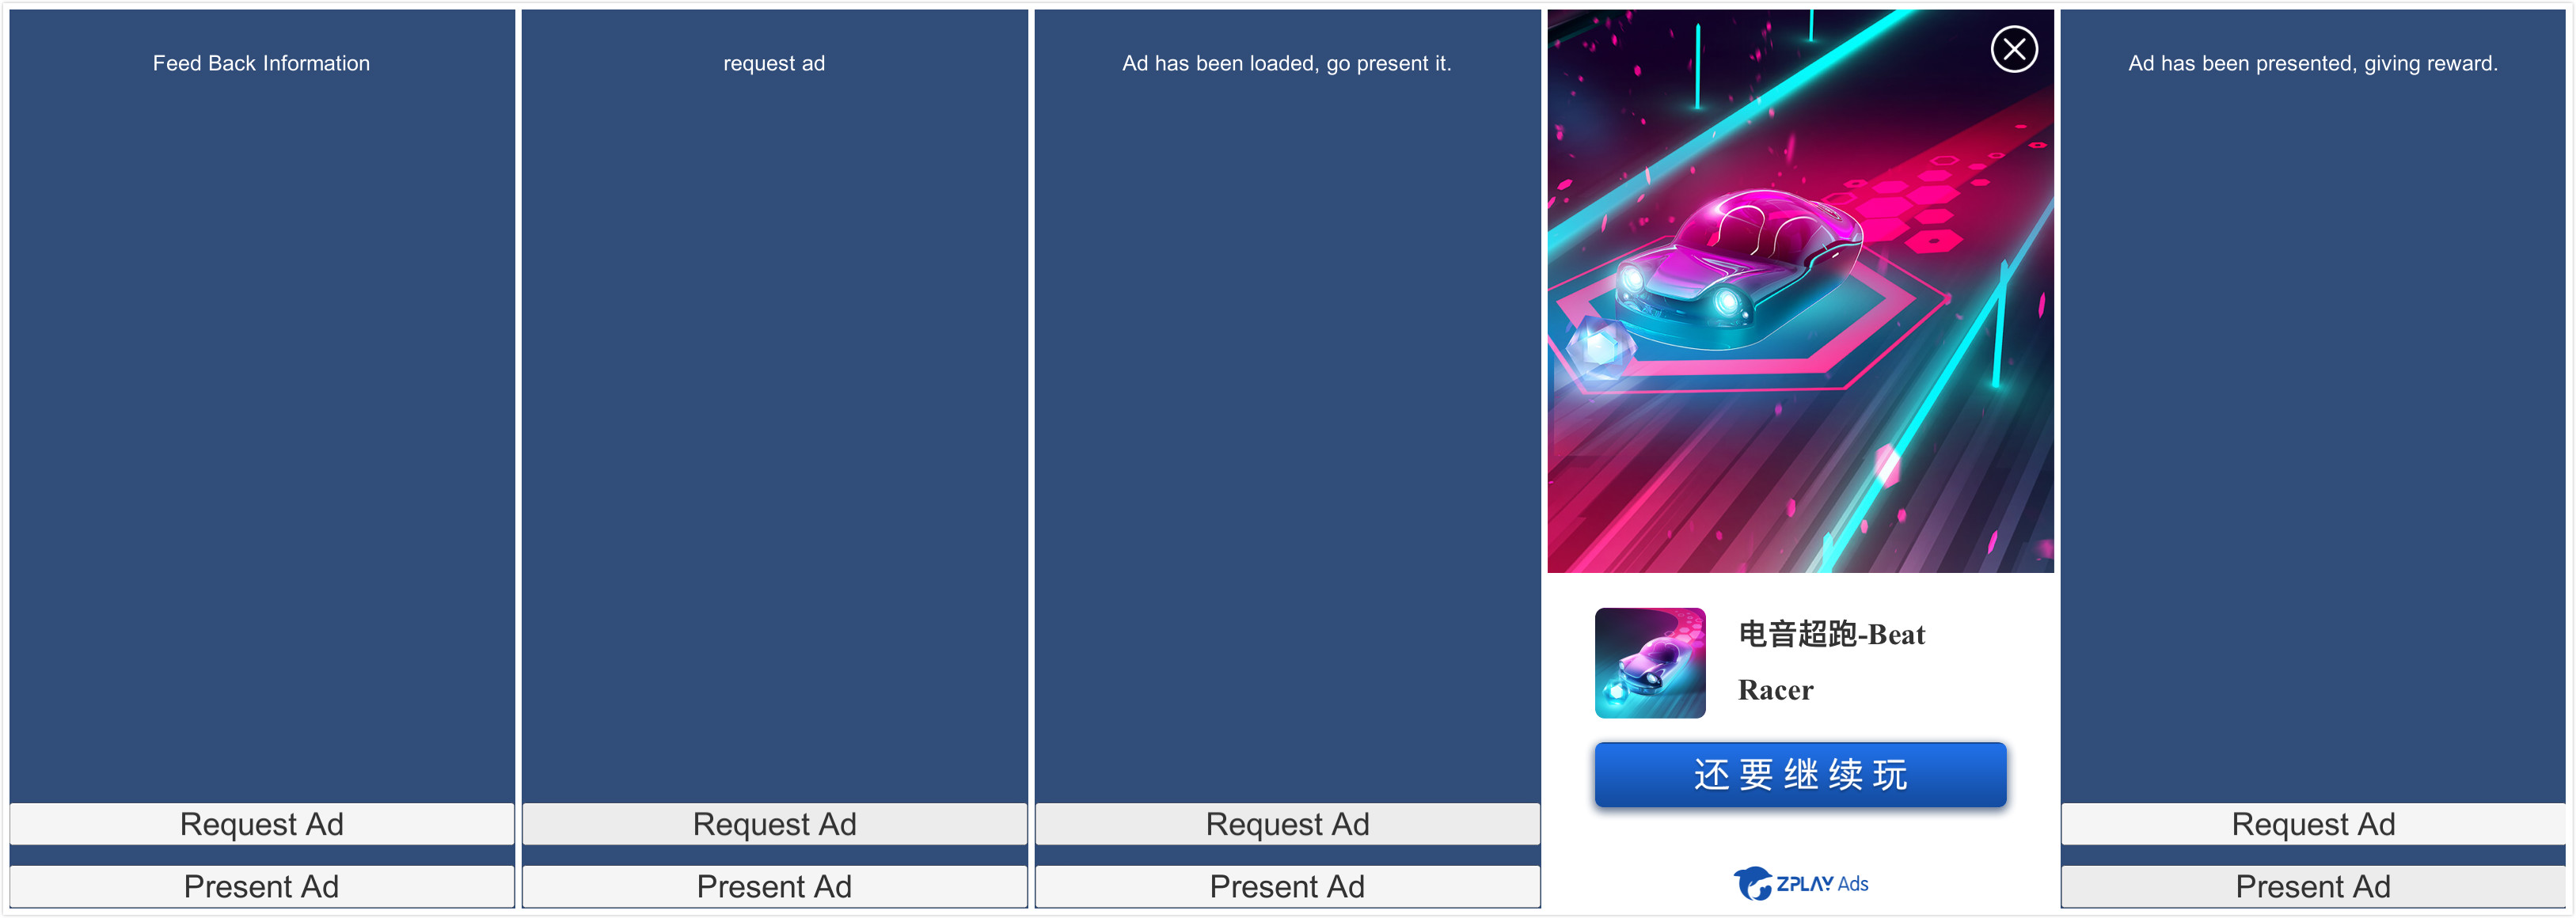 Feed Back Information
Request Ad
Present Ad
request ad
Request Ad
Present Ad
Ad has been loaded, go present it.
Request Ad
Present Ad
电音超跑-Beat
Racer
还要继续玩
ZPLAY Ads
Ad has been presented, giving reward.
Request Ad
Present Ad